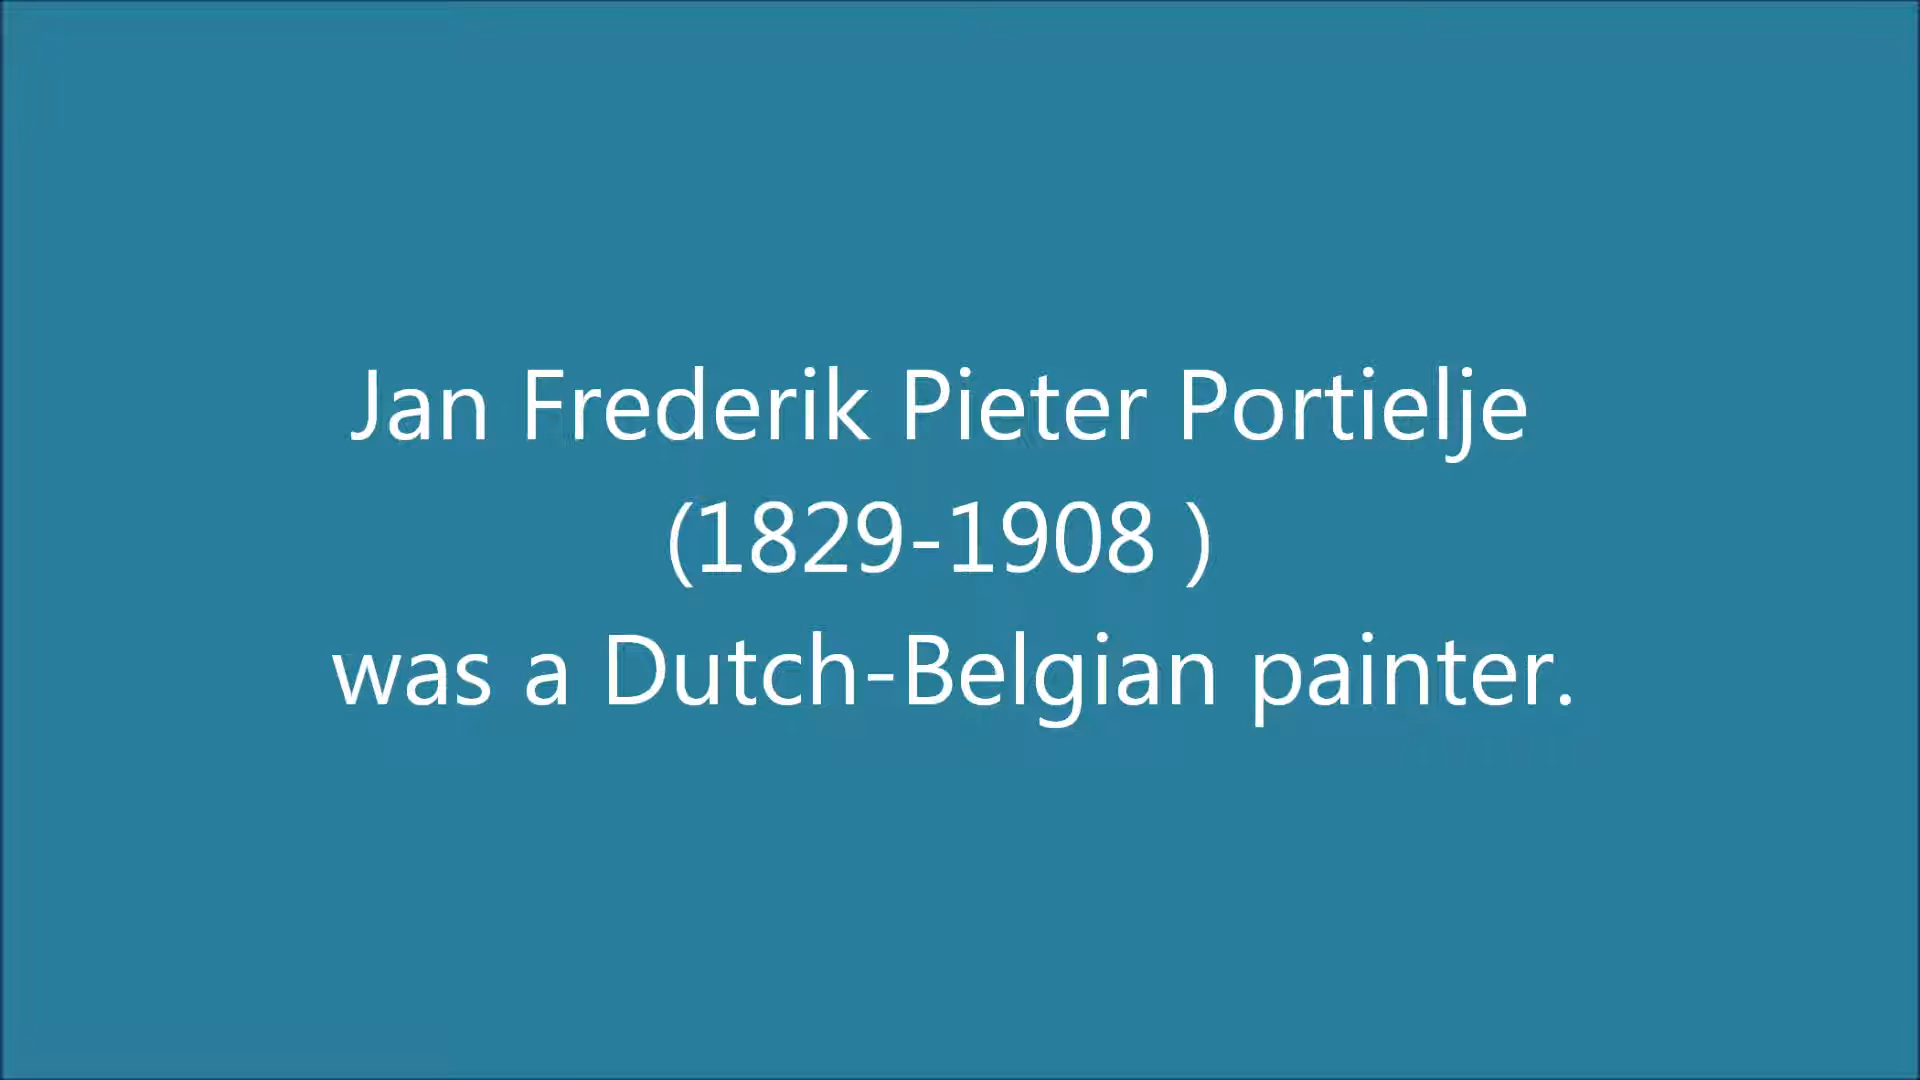 Jan Frederik Pieter Portielje
(1829-1908 )
was a Dutch-Belgian painter.